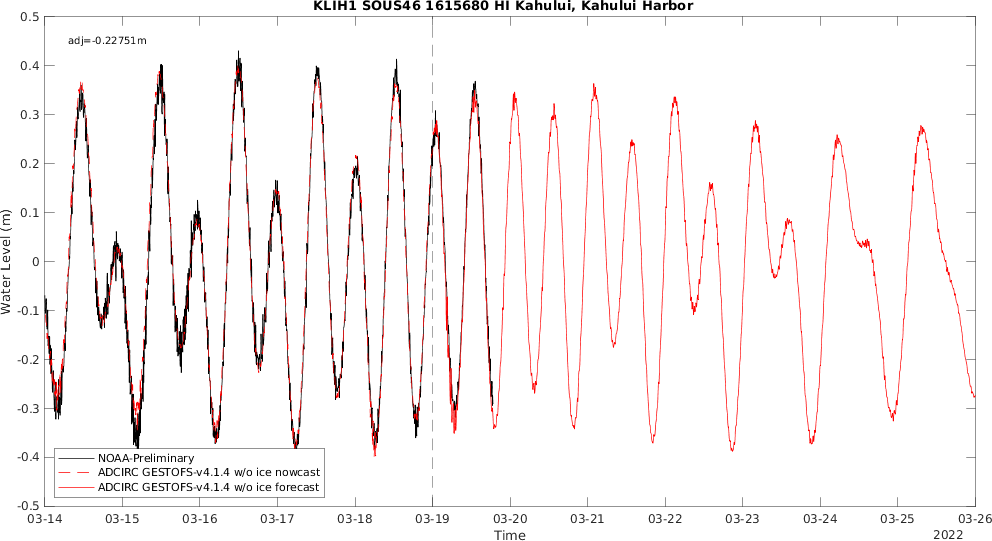 KLIH1 SOUS46 1615680 HI Kahului, Kahului Harbor
adj=-0.22751m
0.5
0.4
0.3
0.2
0.1
0
-0.1
-0.2
-0.3
-0.4
-0.5
Water Level (m)
NOAA-Preliminary
ADCIRC GESTOFS-v4.1.4 w/o ice nowcast
ADCIRC GESTOFS-v4.1.4 w/o ice forecast
03-14 03-15 03-16 03-17 03-18 03-19 03-20 03-21 03-22 03-23 03-24 03-25 03-26
Time
2022